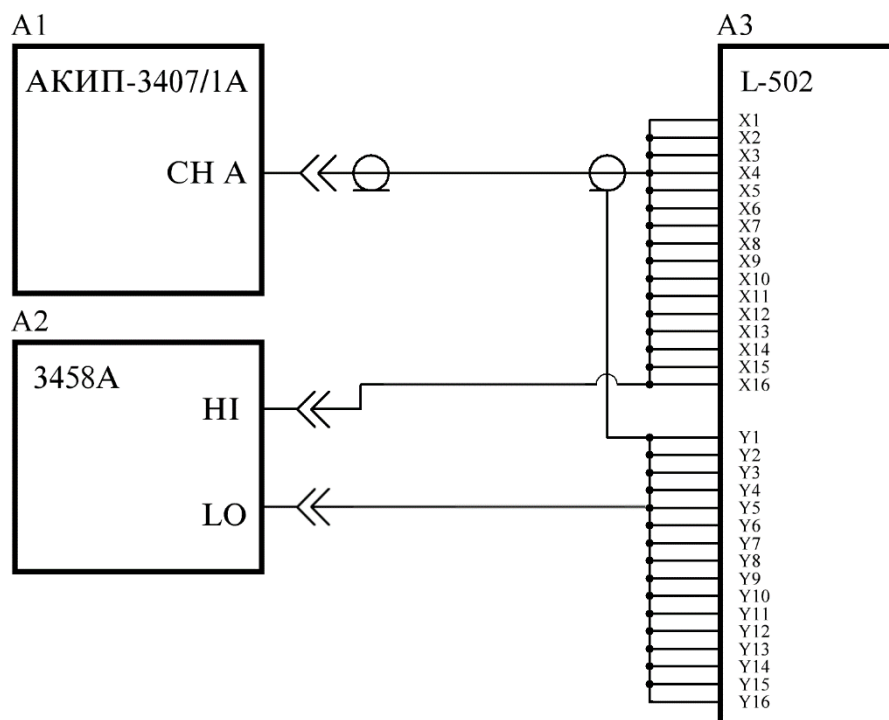 A1
АКИП-3407/1А
CH A
A2
3458A
HI
LO
A3
L-502
X1
X2
X3
X4
X5
X6
X7
X8
X9
X10
X11
X12
X13
X14
X15
X16
Y1
Y2
Y3
Y4
Y5
Y6
Y7
Y8
Y9
Y10
Y11
Y12
Y13
Y14
Y15
Y16